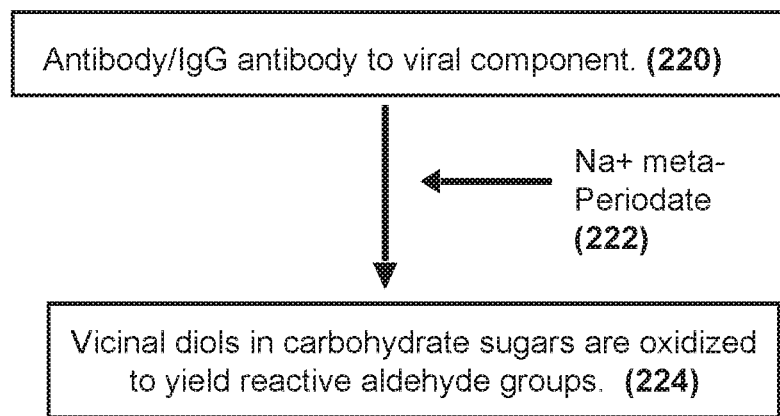 Antibody/IgG antibody to viral component. (220)
Na+ meta-
Periodate
(222)
Vicinal diols in carbohydrate sugars are oxidized
to yield reactive aldehyde groups. (224)